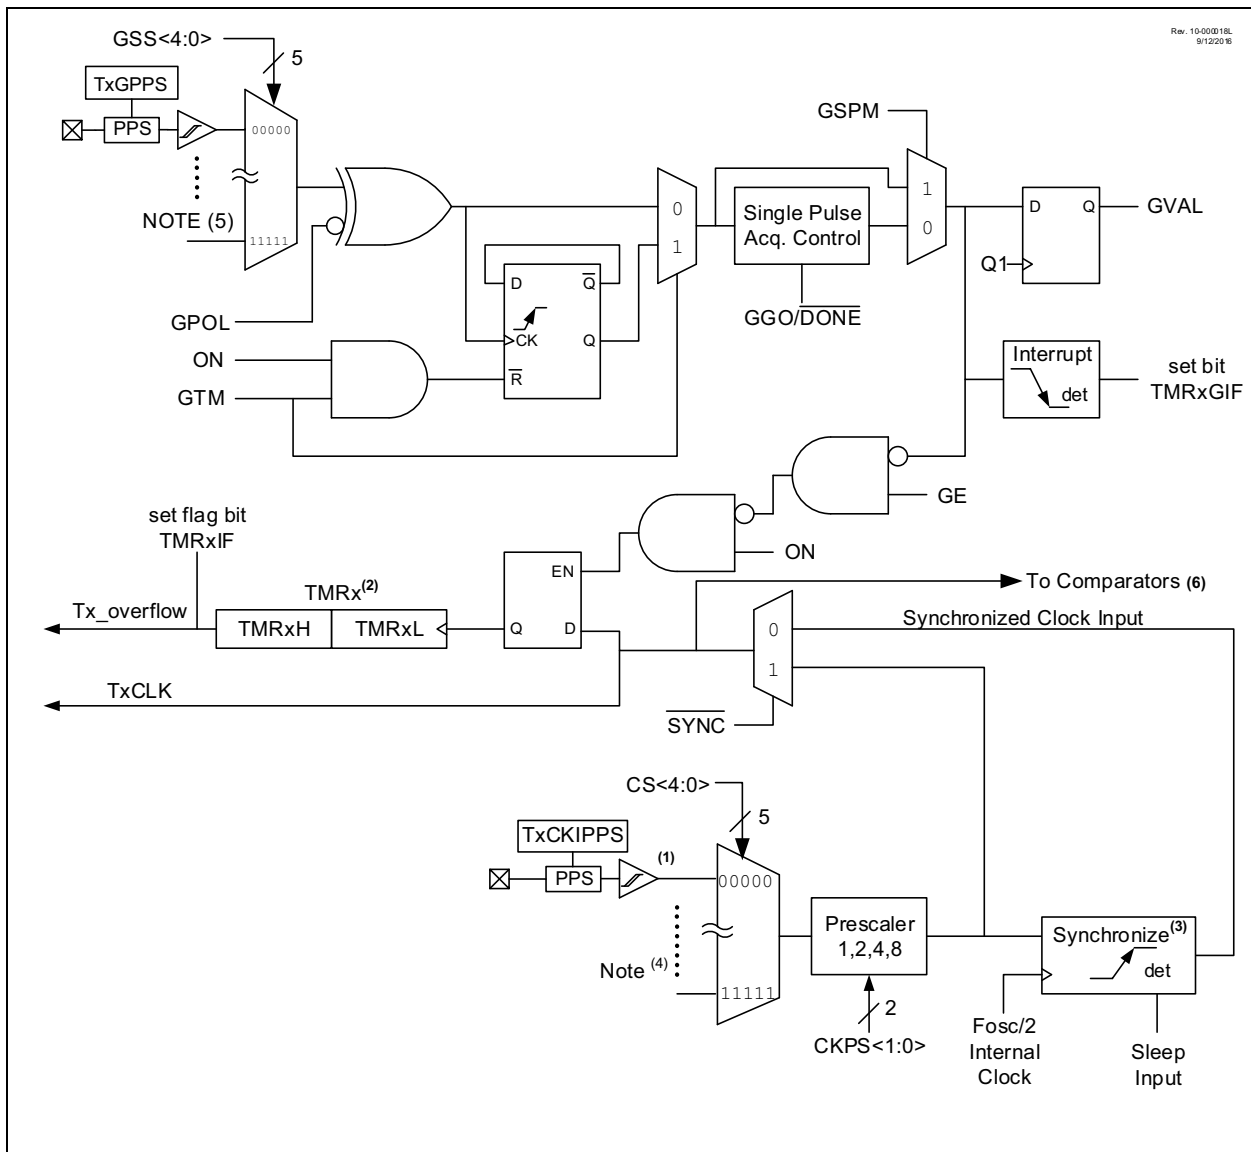 Rev. 10-000018L
9/12/2016
GSS<4:0>
5
TxGPPS
PPS
00000
NOTE (5)
11111
GPOL
ON
GTM
D
Q
CK
Q
R
0
1
Single Pulse
Acq. Control
GGO/DONE
GSPM
1
0
D
Q
Q1
GVAL
Interrupt
det
set bit
TMRxGIF
GE
ON
set flag bit
TMRxIF
Tx_overflow
TMRx(2)
TMRxH
TMRxL
EN
Q
D
TxCLK
To Comparators (6)
0
1
Synchronized Clock Input
SYNC
CS<4:0>
5
TxCKIPPS
PPS
(1)
00000
Note (4)
11111
Prescaler
1,2,4,8
2
CKPS<1:0>
Synchronize(3)
det
Fosc/2
Internal
Clock
Sleep
Input